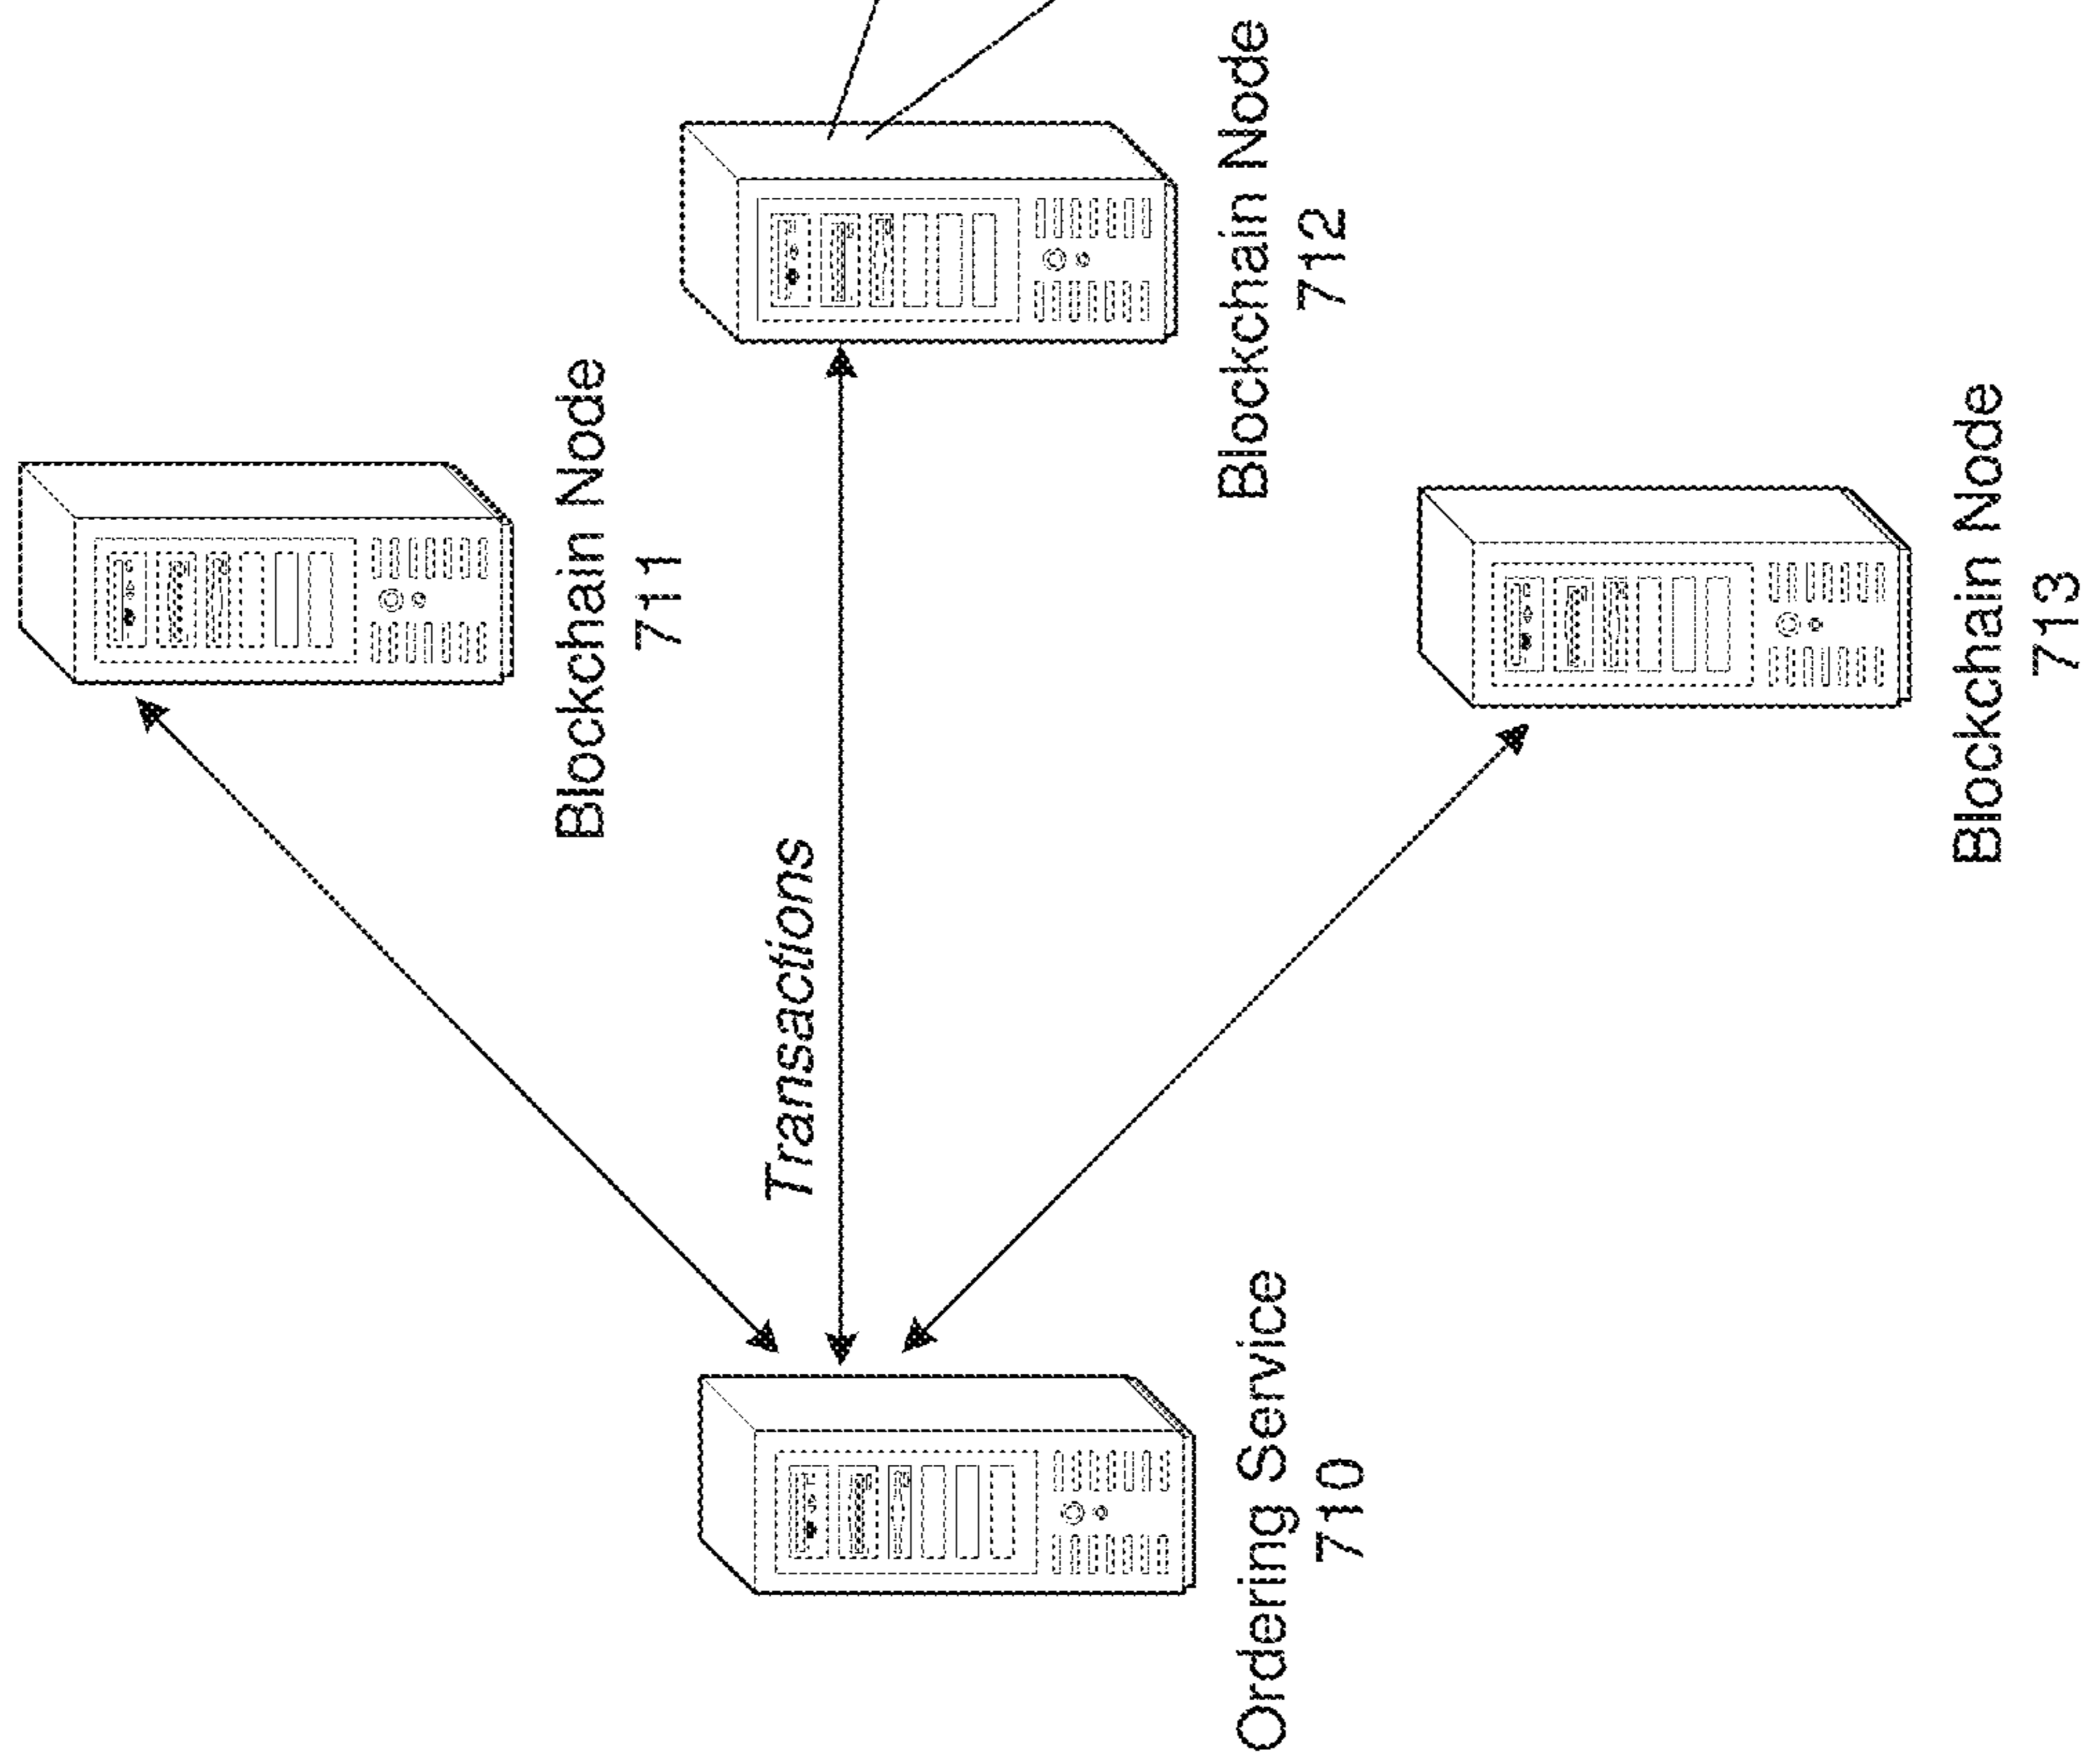 Blockchain Node
711
Transactions
Blockchain Node
712
Ordering Service
710
Blockchain Node
713